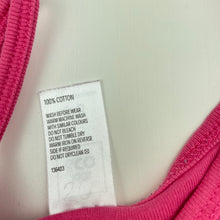 100% COTTON
WASH BEFORE WEAR
WARM MACHINE WASH
WITH SIMILAR COLOURS
DO NOT BLEACH
DO NOT TUMBLE DRY
WARM IRON ON REVERSE
SIDE IF REQUIRED
DO NOT DRYCLEAN
136403